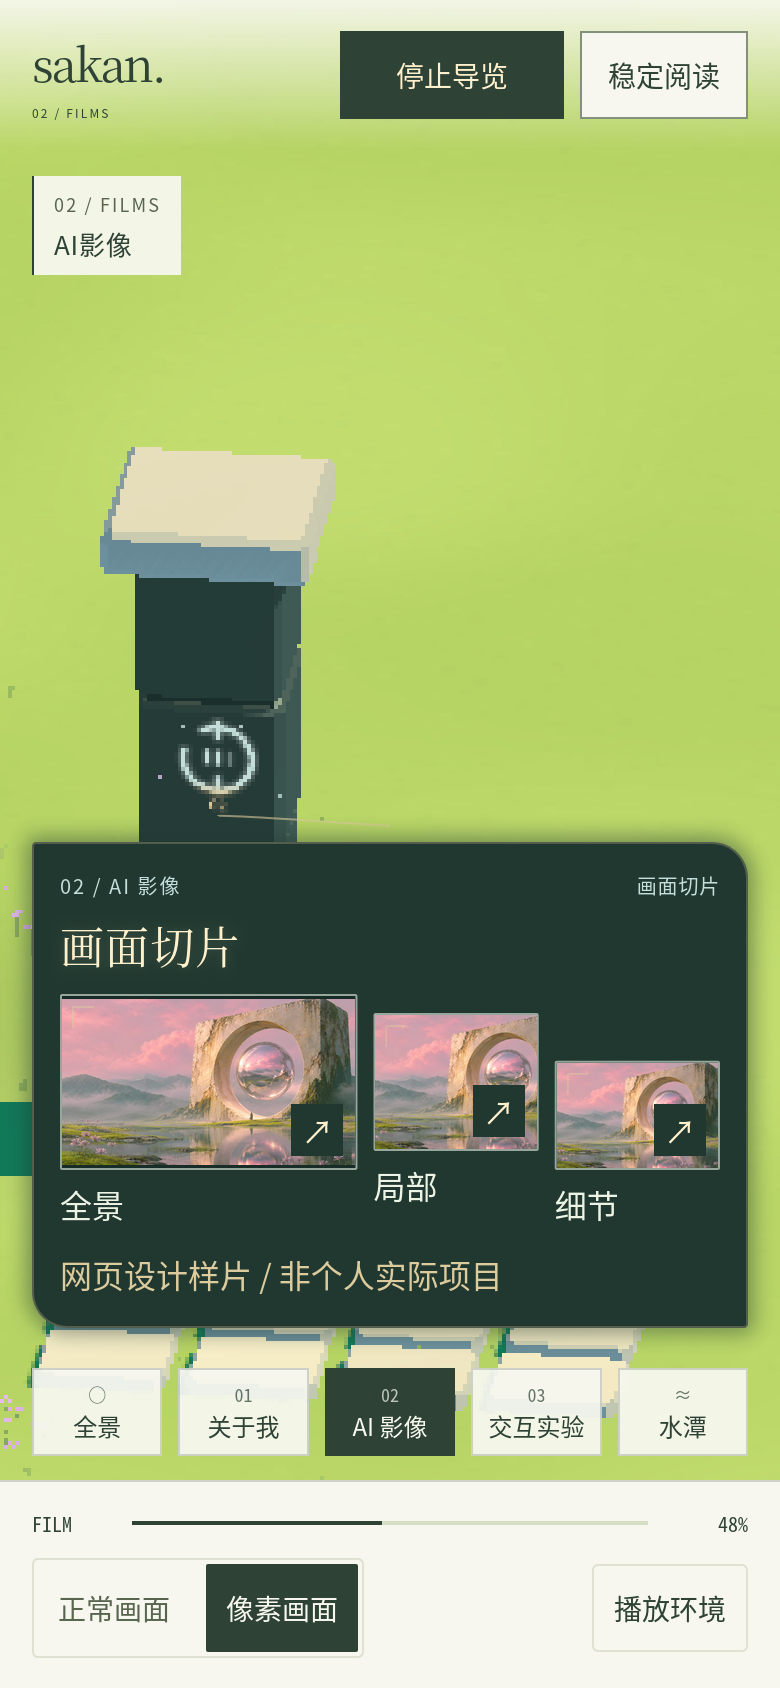 sakan.
02 / FILMS
停止导览
稳定阅读
02 / FILMS
AI影像
02 / AI 影像
画面切片
画面切片
全景
局部
细节
网页设计样片 / 非个人实际项目
全景
01
关于我
02
AI 影像
03
交互实验
≈
水潭
FILM
48%
正常画面
像素画面
播放环境